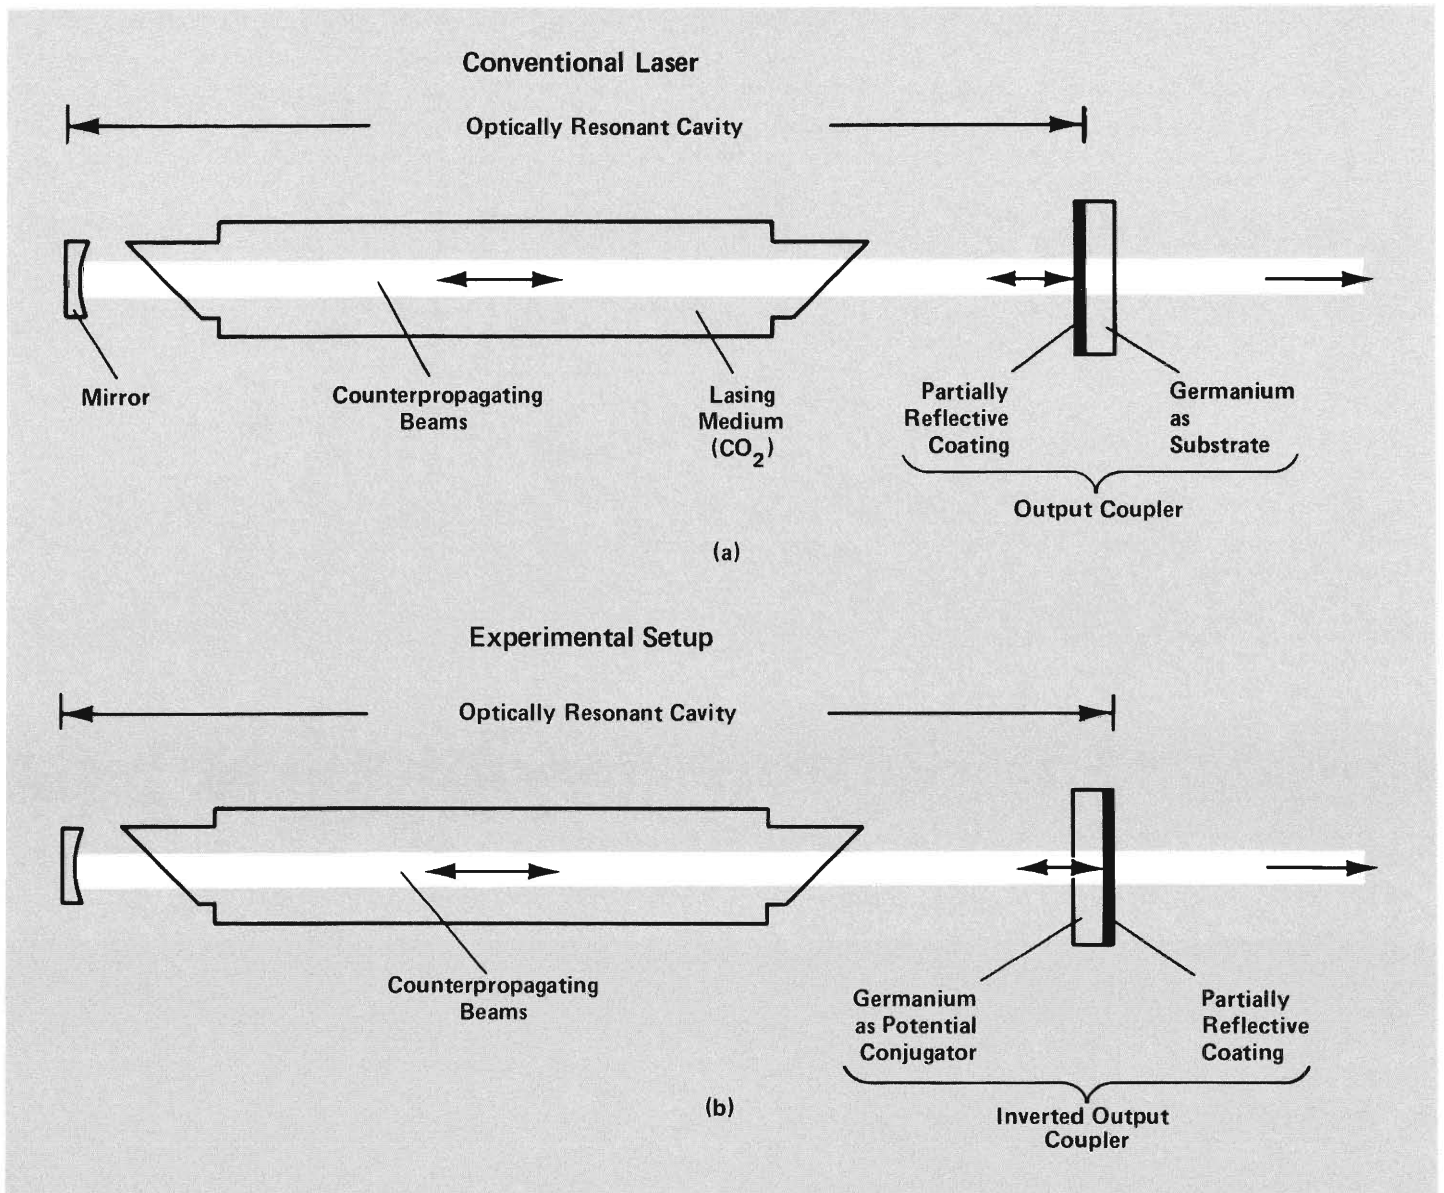 Conventional Laser
Optically Resonant Cavity
Mirror
Counterpropagating
Beams
Lasing
Medium
(CO2)
Partially
Reflective
Coating
Germanium
as
Substrate
Output Coupler
(a)
Experimental Setup
Optically Resonant Cavity
Counterpropagating
Beams
Germanium
as Potential
Conjugator
Partially
Reflective
Coating
Inverted Output
Coupler
(b)